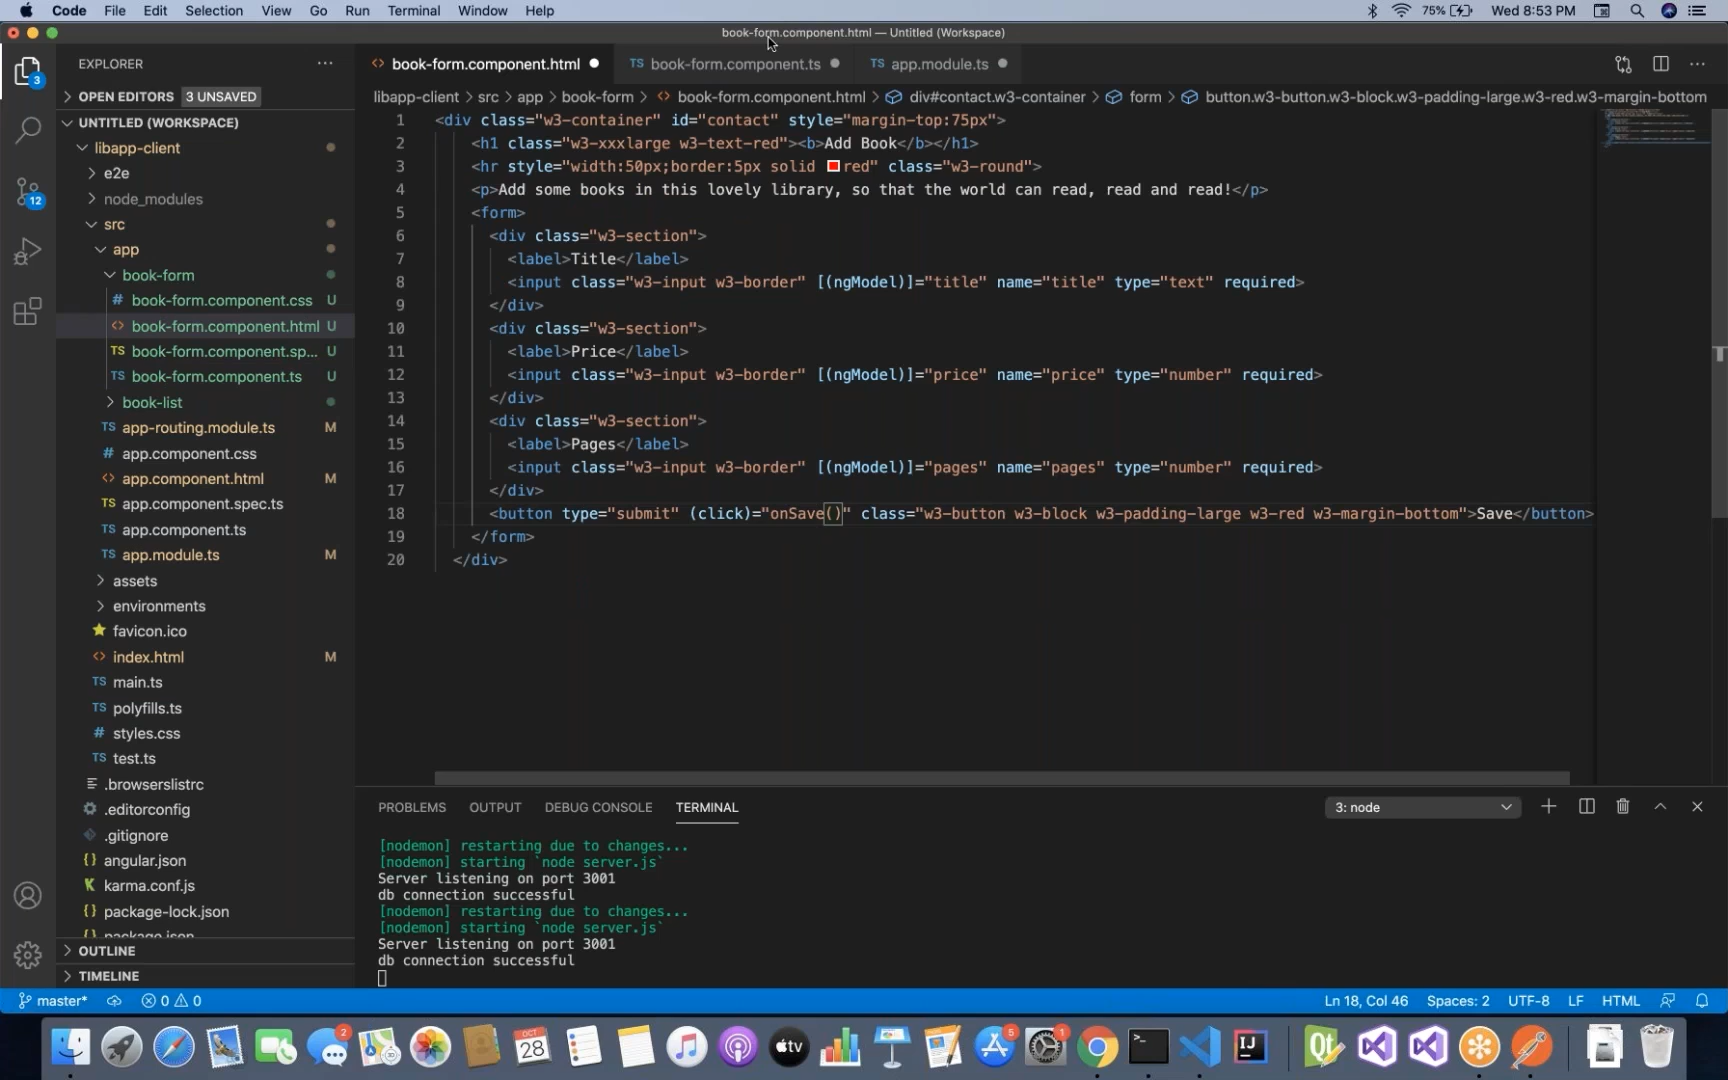 Code File Edit Selection View Go Run Terminal Window Help 75% Wed 8:53 PM
book-form.component.html — Untitled (Workspace)
EXPLORER
book-form.component.html book-form.component.ts app.module.ts
OPEN EDITORS 3 UNSAVED
libapp-client > src > app > book-form > book-form.component.html > div#contact.w3-container > form > button.w3-button.w3-block.w3-padding-large.w3-red.w3-margin-bottom
UNTITLED (WORKSPACE)
libapp-client
e2e
node_modules
src
app
book-form
book-form.component.css U
book-form.component.html U
book-form.component.sp... U
book-form.component.ts U
book-list
app-routing.module.ts M
app.component.css
app.component.html M
app.component.spec.ts
app.component.ts
app.module.ts M
assets
environments
favicon.ico
index.html M
main.ts
polyfills.ts
styles.css
test.ts
.browserslistrc
.editorconfig
.gitignore
angular.json
karma.conf.js
package-lock.json
package.json
OUTLINE
TIMELINE
1 <div class="w3-container" id="contact" style="margin-top:75px">
2 <h1 class="w3-xxxlarge w3-text-red"><b>Add Book</b></h1>
3 <hr style="width:50px;border:5px solid red" class="w3-round">
4 <p>Add some books in this lovely library, so that the world can read, read and read!</p>
5 <form>
6 <div class="w3-section">
7 <label>Title</label>
8 <input class="w3-input w3-border" [(ngModel)]="title" name="title" type="text" required>
9 </div>
10 <div class="w3-section">
11 <label>Price</label>
12 <input class="w3-input w3-border" [(ngModel)]="price" name="price" type="number" required>
13 </div>
14 <div class="w3-section">
15 <label>Pages</label>
16 <input class="w3-input w3-border" [(ngModel)]="pages" name="pages" type="number" required>
17 </div>
18 <button type="submit" (click)="onSave()" class="w3-button w3-block w3-padding-large w3-red w3-margin-bottom">Save</button>
19 </form>
20 </div>
PROBLEMS OUTPUT DEBUG CONSOLE TERMINAL 3: node
[nodemon] restarting due to changes...
[nodemon] starting `node server.js`
Server listening on port 3001
db connection successful
[nodemon] restarting due to changes...
[nodemon] starting `node server.js`
Server listening on port 3001
db connection successful
master* 0 0 Ln 18, Col 46 Spaces: 2 UTF-8 LF HTML
3
12
2
OCT
28
tv
5
1
IJ
Qt